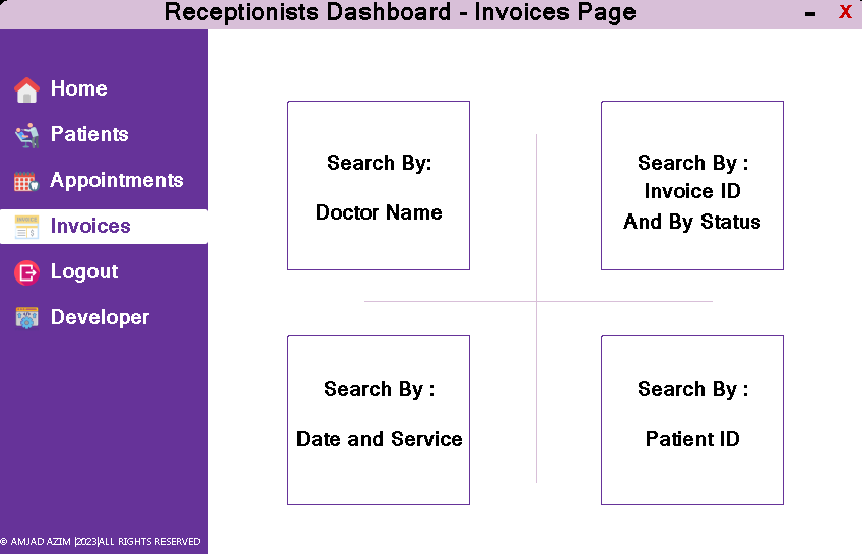 Receptionists Dashboard - Invoices Page
X
Home
Patients
Appointments
Invoices
Logout
Developer
Search By:
Doctor Name
Search By :
Invoice ID
And By Status
Search By :
Date and Service
Search By :
Patient ID
© AMJAD AZIM |2023|ALL RIGHTS RESERVED